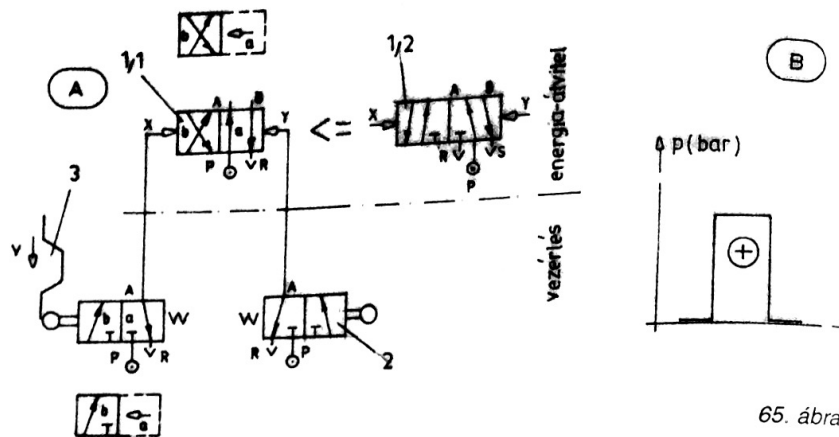 b a
1/1
1/2
A
B
A B
A B
X
b a
Y
<=
X
Y
P R
R S
P
energia-átvitel
p(bar)
3
v
vezérlés
A
A
b a
W
W
P R
R P
2
b a
+
65. ábra